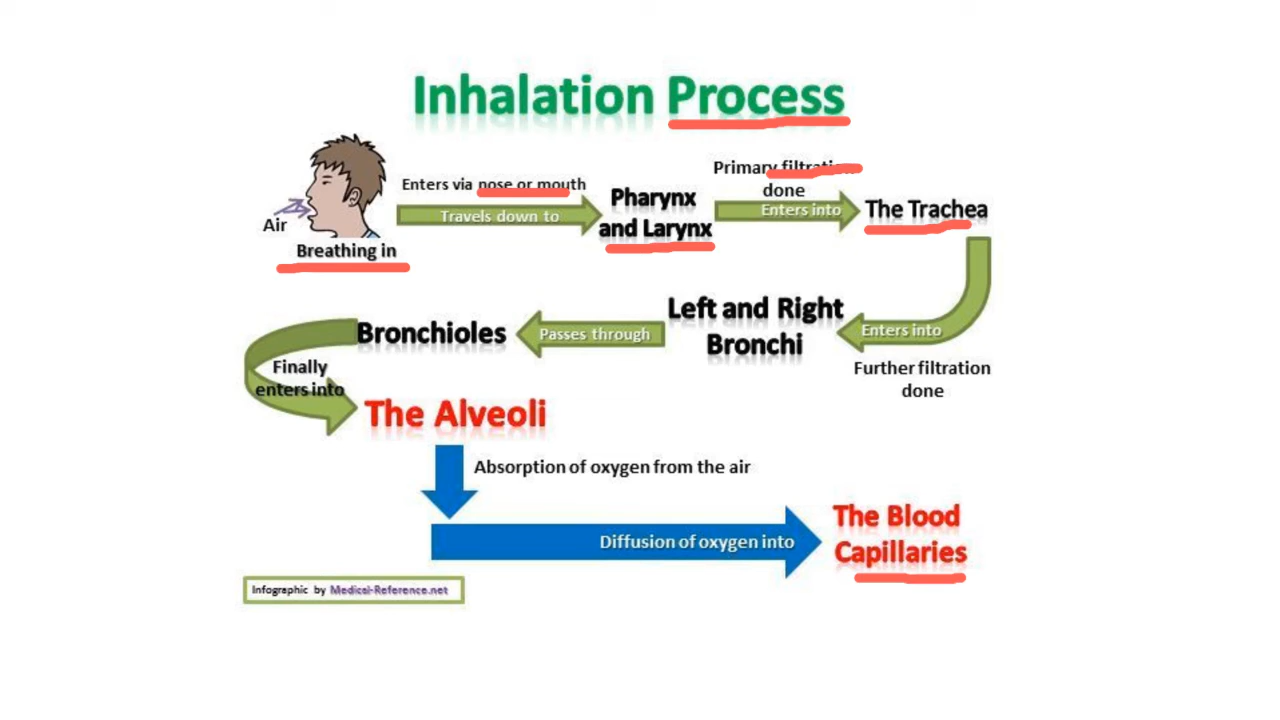 Inhalation Process
Air
Breathing in
Enters via nose or mouth
Travels down to
Pharynx
and Larynx
Primary filtration
done
Enters into
The Trachea
Enters into
Further filtration
done
Left and Right
Bronchi
Passes through
Bronchioles
Finally
enters into
The Alveoli
Absorption of oxygen from the air
Diffusion of oxygen into
The Blood
Capillaries
Infographic by Medical-Reference.net